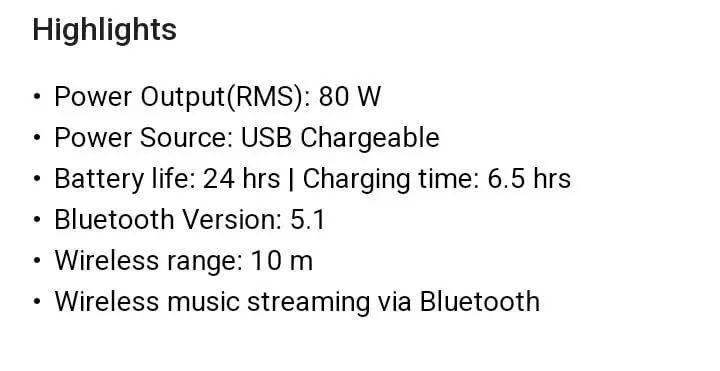 Highlights
• Power Output(RMS): 80 W
• Power Source: USB Chargeable
• Battery life: 24 hrs | Charging time: 6.5 hrs
• Bluetooth Version: 5.1
• Wireless range: 10 m
• Wireless music streaming via Bluetooth